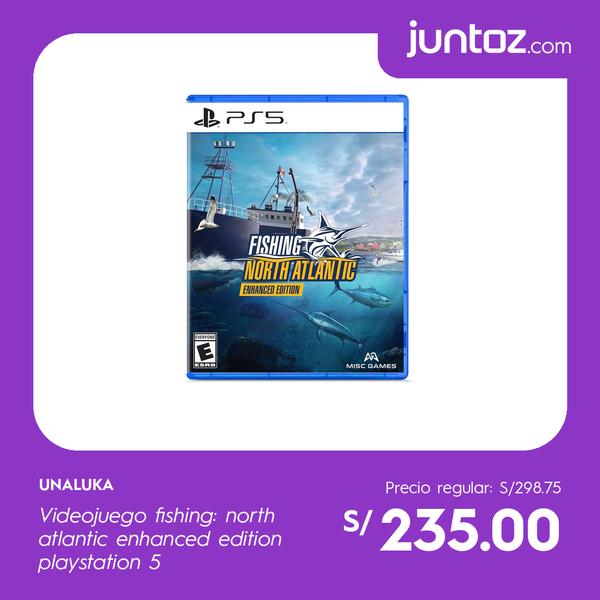 juntoz.com
PS5
FISHING
NORTH ATLANTIC
ENHANCED EDITION
EVERYONE
E
ESRB
MISC GAMES
UNALUKA
Videojuego fishing: north
atlantic enhanced edition
playstation 5
Precio regular: S/298.75
S/ 235.00